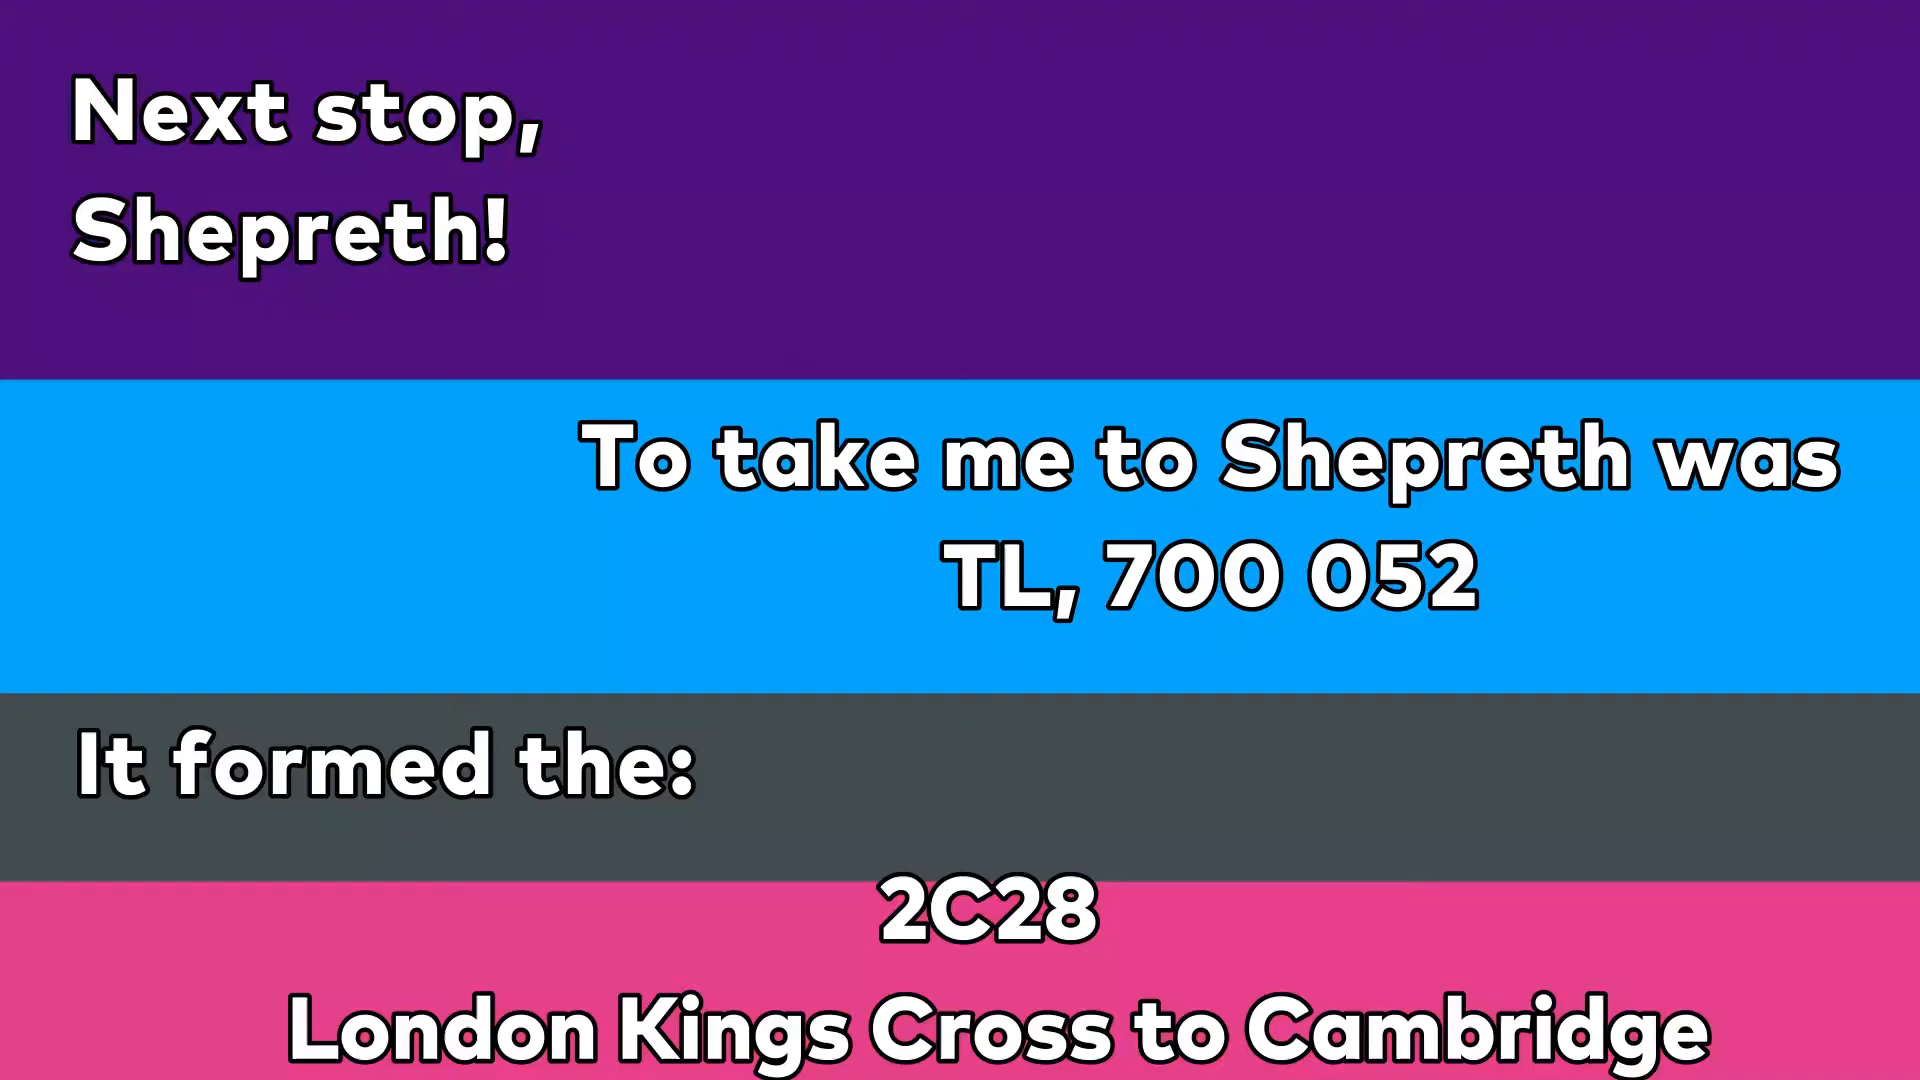 Next stop,
Shepreth!
To take me to Shepreth was
TL, 700 052
It formed the:
2C28
London Kings Cross to Cambridge